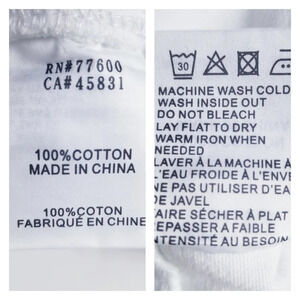 RN#77600
CA#45831
100%COTTON
MADE IN CHINA
100%COTON
FABRIQUÉ EN CHINE
30
MACHINE WASH COLD
WASH INSIDE OUT
DO NOT BLEACH
LAY FLAT TO DRY
WARM IRON WHEN
NEEDED
LAVER À LA MACHINE À
L'EAU FROIDE À L'ENVE
NE PAS UTILISER D'EAU
DE JAVEL
FAIRE SÉCHER À PLAT
REPASSER A FAIBLE
INTENSITÉ AU BESOIN